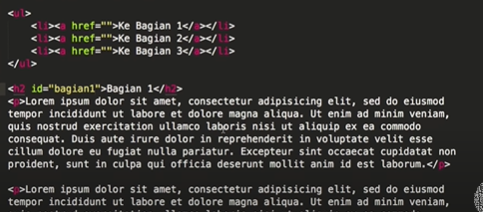 <ul>
<li><a href="">Ke Bagian 1</a></li>
<li><a href="">Ke Bagian 2</a></li>
<li><a href="">Ke Bagian 3</a></li>
</ul>
<h2 id="bagian1">Bagian 1</h2>
<p>Lorem ipsum dolor sit amet, consectetur adipisicing elit, sed do eiusmod
tempor incididunt ut labore et dolore magna aliqua. Ut enim ad minim veniam,
quis nostrud exercitation ullamco laboris nisi ut aliquip ex ea commodo
consequat. Duis aute irure dolor in reprehenderit in voluptate velit esse
cillum dolore eu fugiat nulla pariatur. Excepteur sint occaecat cupidatat non
proident, sunt in culpa qui officia deserunt mollit anim id est laborum.</p>
<p>Lorem ipsum dolor sit amet, consectetur adipisicing elit, sed do eiusmod
tempor incididunt ut labore et dolore magna aliqua. Ut enim ad minim veniam,